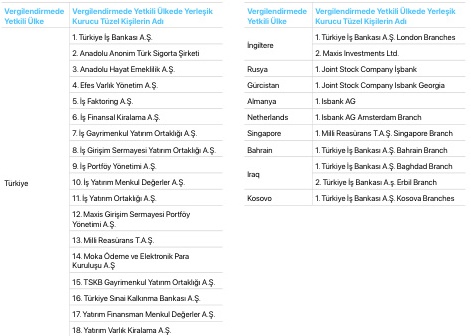 Vergilendirmede
Yetkili Ülke
Vergilendirmede Yetkili Ülkede Yerleşik
Kurucu Tüzel Kişilerin Adı
Türkiye
1. Türkiye İş Bankası A.Ş.
2. Anadolu Anonim Türk Sigorta Şirketi
3. Anadolu Hayat Emeklilik A.Ş.
4. Efes Varlık Yönetim A.Ş.
5. İş Faktoring A.Ş.
6. İş Finansal Kiralama A.Ş.
7. İş Gayrimenkul Yatırım Ortaklığı A.Ş.
8. İş Girişim Sermayesi Yatırım Ortaklığı A.Ş.
9. İş Portföy Yönetimi A.Ş.
10. İş Yatırım Menkul Değerler A.Ş.
11. İş Yatırım Ortaklığı A.Ş.
12. Maxis Girişim Sermayesi Portföy
Yönetimi A.Ş.
13. Milli Reasürans T.A.Ş.
14. Moka Ödeme ve Elektronik Para
Kuruluşu A.Ş
15. TSKB Gayrimenkul Yatırım Ortaklığı A.Ş.
16. Türkiye Sınai Kalkınma Bankası A.Ş.
17. Yatırım Finansman Menkul Değerler A.Ş.
18. Yatırım Varlık Kiralama A.Ş.
Vergilendirmede
Yetkili Ülke
Vergilendirmede Yetkili Ülkede Yerleşik
Kurucu Tüzel Kişilerin Adı
İngiltere
1. Türkiye İş Bankası A.Ş. London Branches
2. Maxis Investments Ltd.
Rusya
1. Joint Stock Company İşbank
Gürcistan
1. Joint Stock Company Isbank Georgia
Almanya
1. Isbank AG
Netherlands
1. Isbank AG Amsterdam Branch
Singapore
1. Milli Reasürans T.A.Ş. Singapore Branch
Bahrain
1. Türkiye İş Bankası A.Ş. Bahrain Branch
Iraq
1. Türkiye İş Bankası A.Ş. Baghdad Branch
2. Türkiye İş Bankası A.ş. Erbil Branch
Kosovo
1. Türkiye İş Bankası A.Ş. Kosova Branches